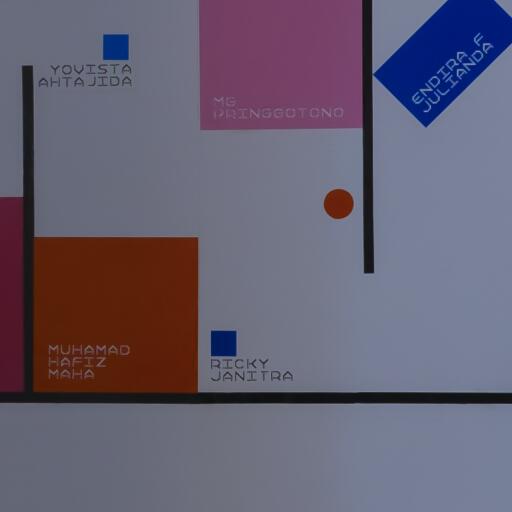 YOVISTA
AHTAJIDA
MG
PRINGGOTONO
ENDIRA F
JULIANDA
MUHAMAD
HAFIZ
MAHA
RICKY
JANITRA